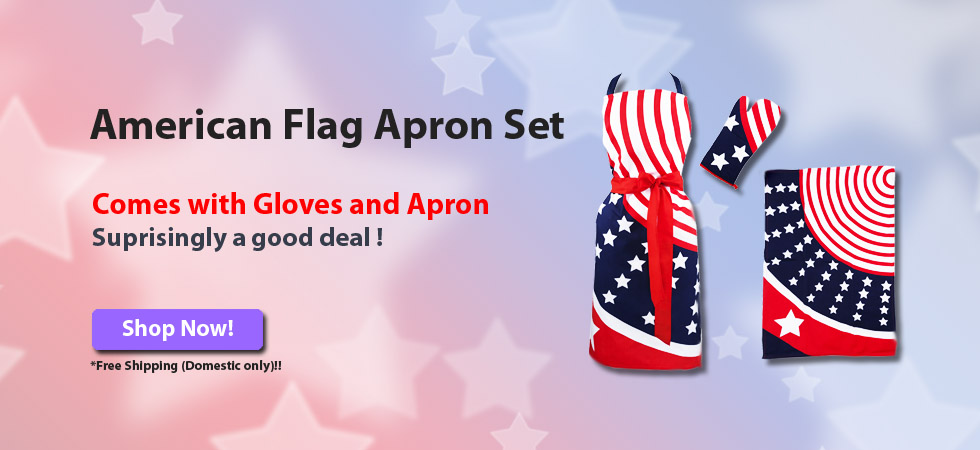 American Flag Apron Set
Comes with Gloves and Apron
Suprisingly a good deal !
Shop Now!
*Free Shipping (Domestic only)!!